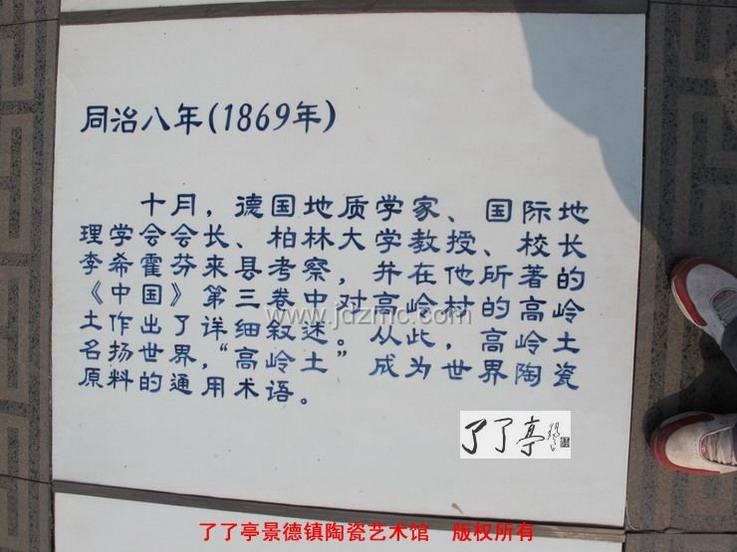 同治八年(1869年)
十月，德国地质学家、国际地
理学会会长、柏林大学教授、校长
李希霍芬来县考察，并在他所著的
《中国》第三卷中对高岭村的高岭
土作出了详细叙述。从此，高岭土
名扬世界，“高岭土”成为世界陶瓷
原料的通用术语。
www.jdzmc.com
了了亭
了了亭景德镇陶瓷艺术馆 版权所有